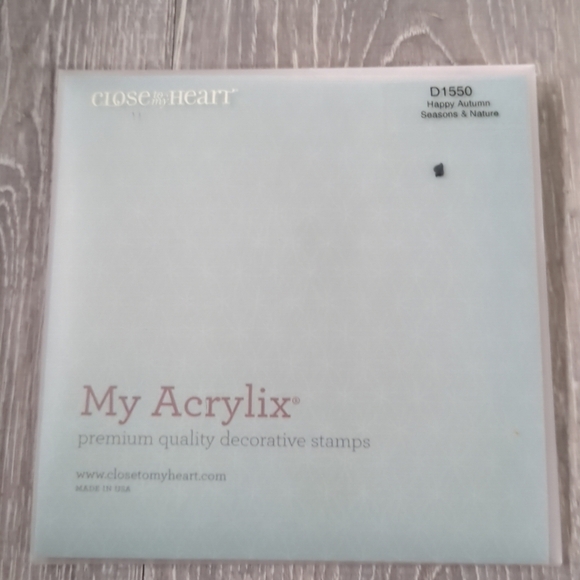 CLOSE to my HEART™
D1550
Happy Autumn
Seasons & Nature
My Acrylix®
premium quality decorative stamps
www.closetomyheart.com
MADE IN USA